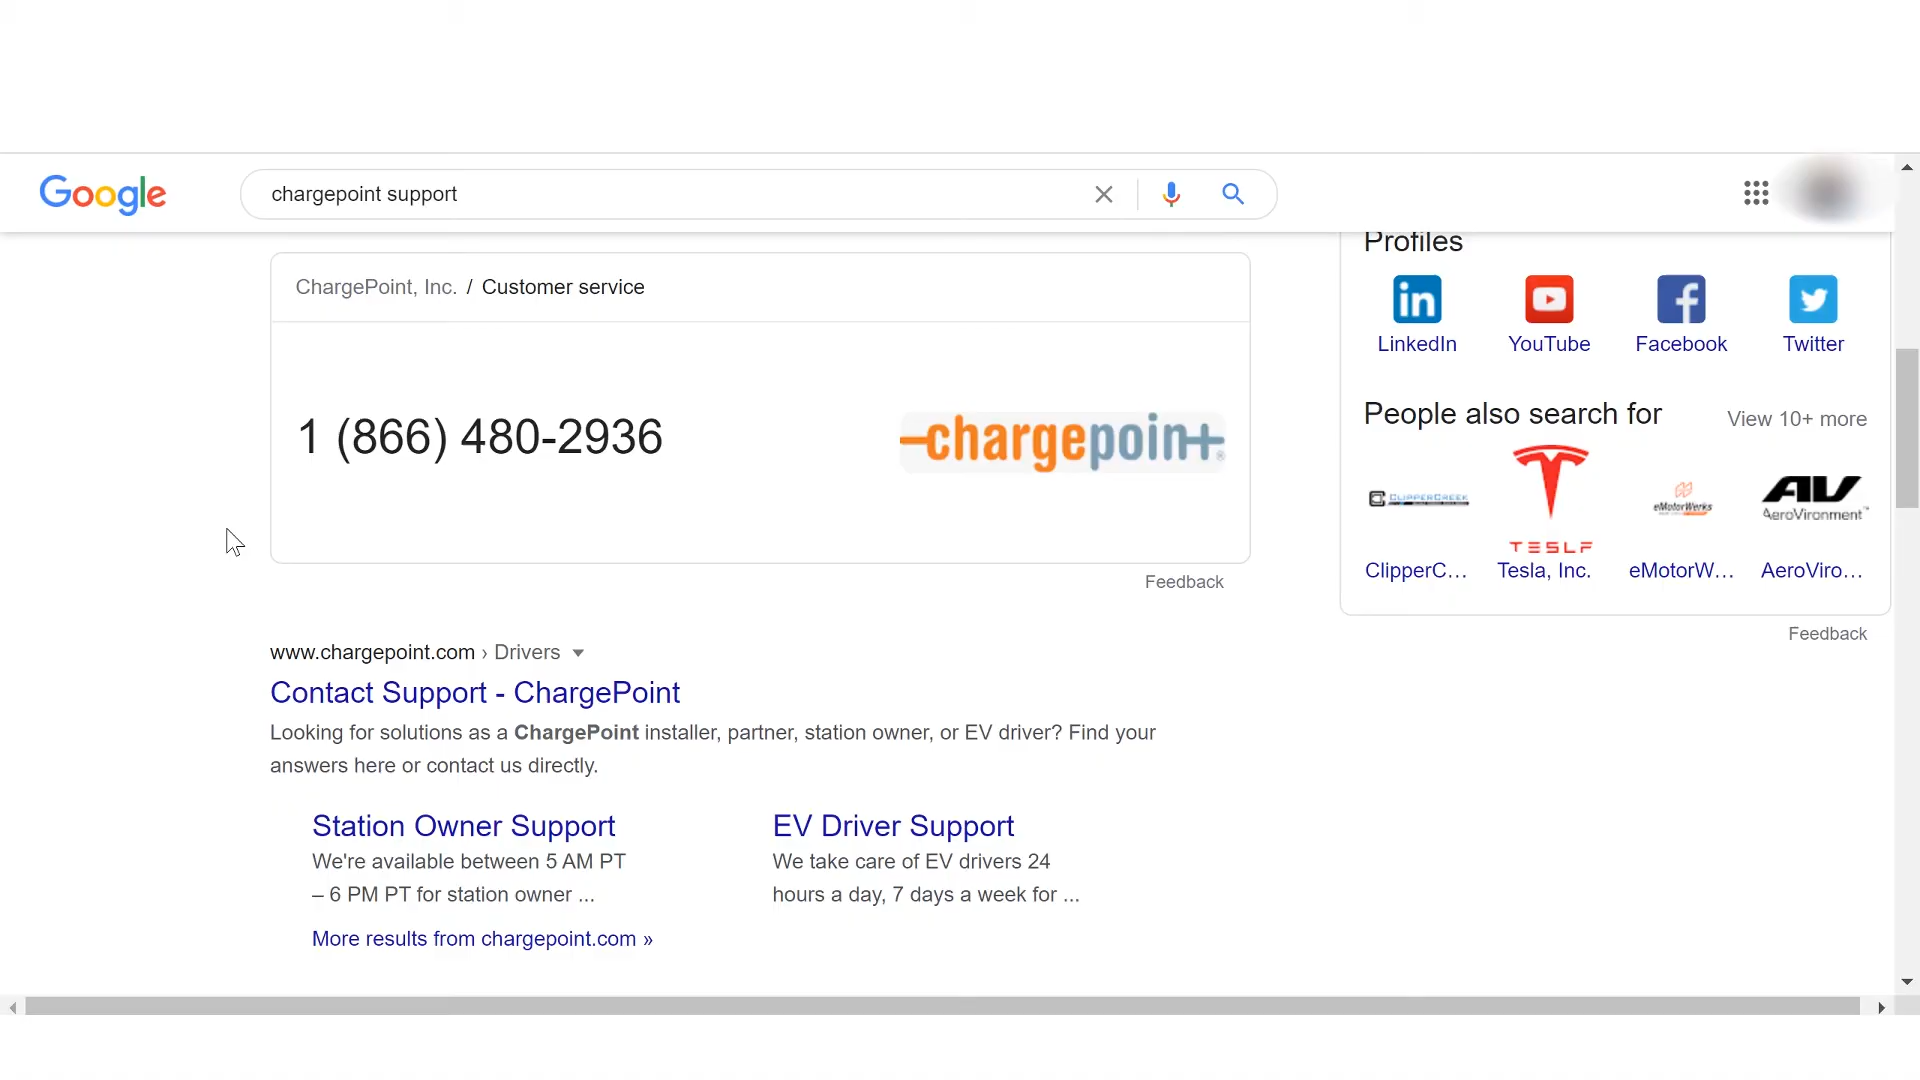 Google
chargepoint support
ChargePoint, Inc. / Customer service
1 (866) 480-2936
chargepoint®
Feedback
www.chargepoint.com › Drivers
Contact Support - ChargePoint
Looking for solutions as a ChargePoint installer, partner, station owner, or EV driver? Find your
answers here or contact us directly.
Station Owner Support
We're available between 5 AM PT
– 6 PM PT for station owner ...
EV Driver Support
We take care of EV drivers 24
hours a day, 7 days a week for ...
More results from chargepoint.com »
Profiles
LinkedIn
YouTube
Facebook
Twitter
People also search for
View 10+ more
CLIPPERCREEK
TESLA
eMotorWerks
AV
AeroVironment™
ClipperC...
Tesla, Inc.
eMotorW...
AeroViro...
Feedback